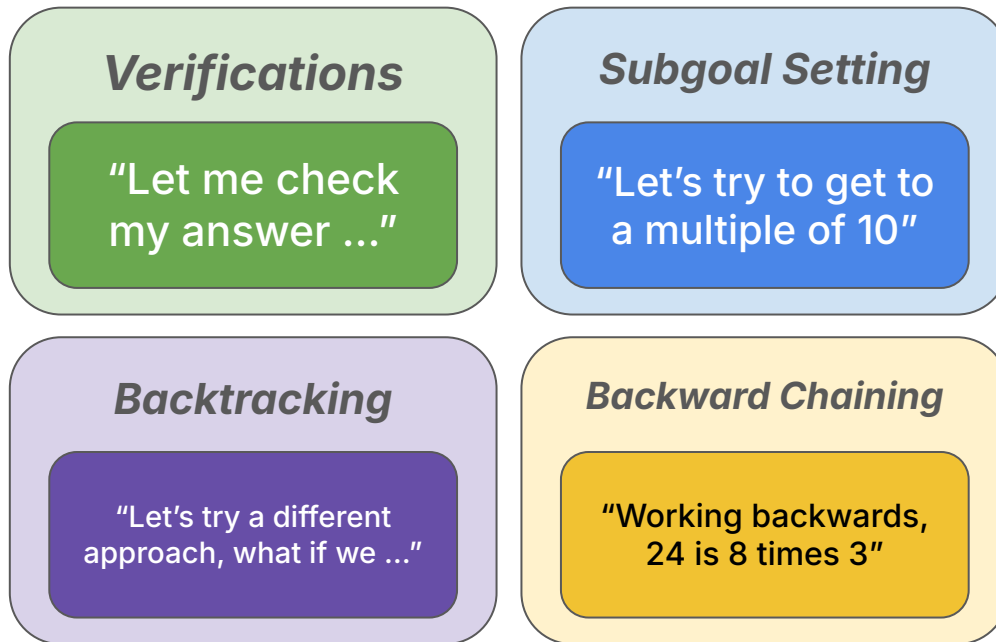 Verifications
“Let me check
my answer ...”
Subgoal Setting
“Let’s try to get to
a multiple of 10”
Backtracking
“Let’s try a different
approach, what if we ...”
Backward Chaining
“Working backwards,
24 is 8 times 3”